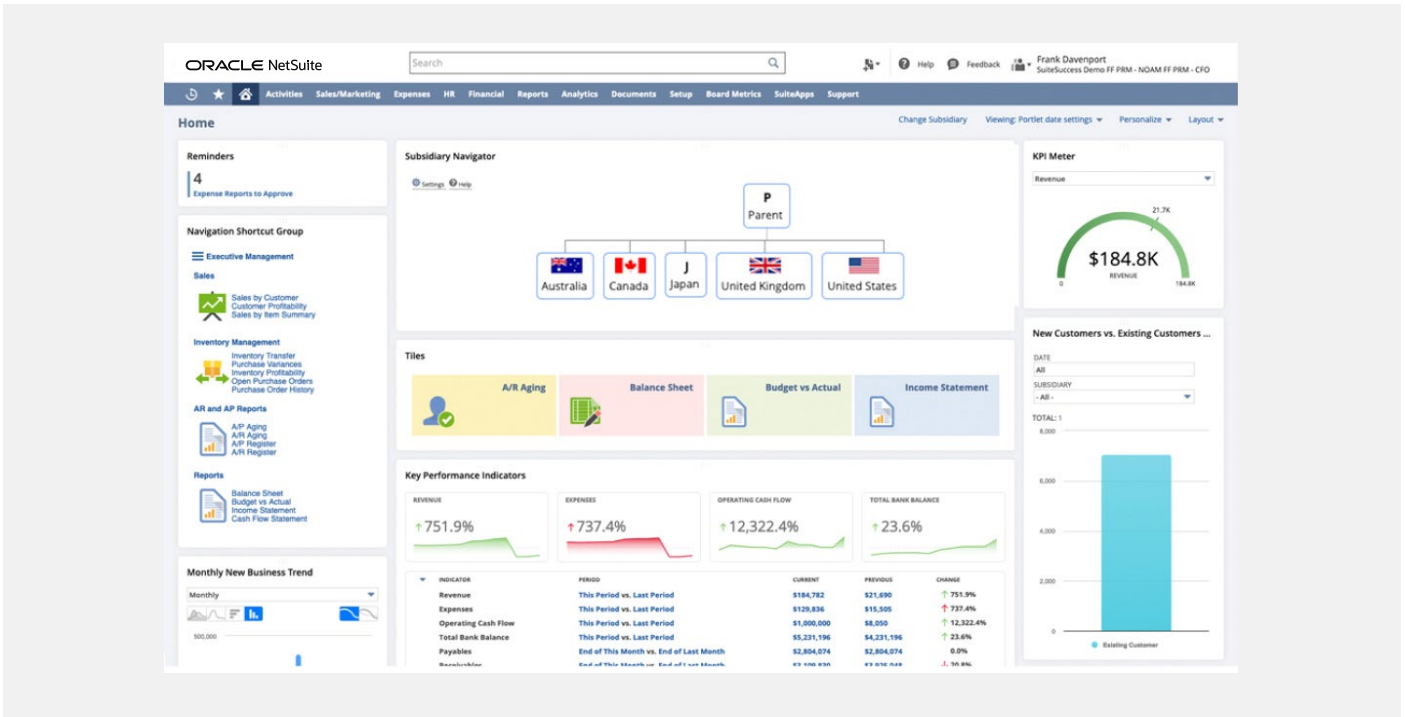 ORACLE NetSuite
Search
Help
Feedback
Frank Davenport
SuiteSuccess Demo FF PRM - NOAM FF PRM - CFO
Activities Sales/Marketing Expenses HR Financial Reports Analytics Documents Setup Board Metrics SuiteApps Support
Home
Change Subsidiary Viewing: Portlet date settings Personalize Layout
Reminders
4
Expense Reports to Approve
Navigation Shortcut Group
Executive Management
Sales
Sales by Customer
Customer Profitability
Sales by Item Summary
Inventory Management
Inventory Transfer
Purchase Variances
Inventory Profitability
Open Purchase Orders
Purchase Order History
AR and AP Reports
A/P Aging
A/R Aging
A/P Register
A/R Register
Reports
Balance Sheet
Budget vs Actual
Income Statement
Cash Flow Statement
Monthly New Business Trend
Monthly
500,000
Subsidiary Navigator
Settings Help
P
Parent
Australia
Canada
J
Japan
United Kingdom
United States
Tiles
A/R Aging
Balance Sheet
Budget vs Actual
Income Statement
Key Performance Indicators
REVENUE
751.9%
EXPENSES
737.4%
OPERATING CASH FLOW
12,322.4%
TOTAL BANK BALANCE
23.6%
INDICATOR PERIOD CURRENT PREVIOUS CHANGE
Revenue This Period vs. Last Period $184,782 $21,690 751.9%
Expenses This Period vs. Last Period $129,836 $15,505 737.4%
Operating Cash Flow This Period vs. Last Period $1,000,000 $8,050 12,322.4%
Total Bank Balance This Period vs. Last Period $5,231,196 $4,231,196 23.6%
Payables End of This Month vs. End of Last Month $2,804,074 $2,804,074 0.0%
Receivables End of This Month vs. End of Last Month 20.8%
KPI Meter
Revenue
21.7K
$184.8K
REVENUE
0
184.8K
New Customers vs. Existing Customers ...
DATE
All
SUBSIDIARY
- All -
TOTAL: 1
8,000
6,000
4,000
2,000
0
Existing Customer